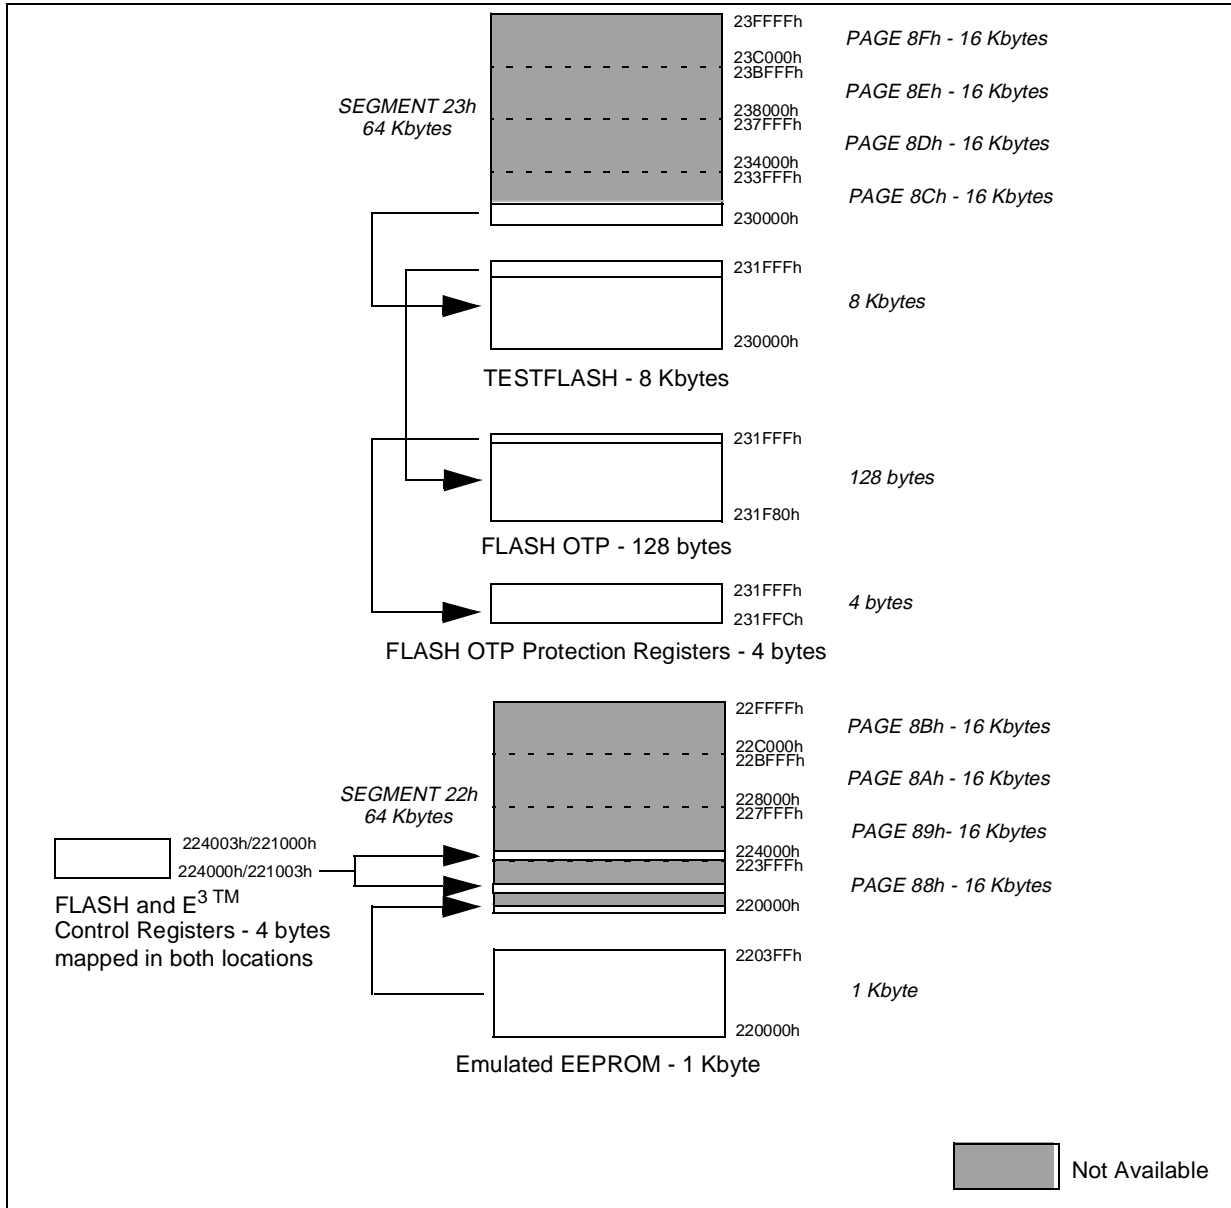 23FFFFh
PAGE 8Fh - 16 Kbytes
23C000h
23BFFFh
PAGE 8Eh - 16 Kbytes
SEGMENT 23h
64 Kbytes
238000h
237FFFh
PAGE 8Dh - 16 Kbytes
234000h
233FFFh
PAGE 8Ch - 16 Kbytes
230000h
231FFFh
8 Kbytes
230000h
TESTFLASH - 8 Kbytes
231FFFh
128 bytes
231F80h
FLASH OTP - 128 bytes
231FFFh
4 bytes
231FFCh
FLASH OTP Protection Registers - 4 bytes
22FFFFh
PAGE 8Bh - 16 Kbytes
22C000h
22BFFFh
PAGE 8Ah - 16 Kbytes
SEGMENT 22h
64 Kbytes
228000h
227FFFh
PAGE 89h- 16 Kbytes
224003h/221000h
224000h
223FFFh
224000h/221003h
PAGE 88h - 16 Kbytes
220000h
FLASH and E3 TM
Control Registers - 4 bytes
mapped in both locations
2203FFh
1 Kbyte
220000h
Emulated EEPROM - 1 Kbyte
Not Available